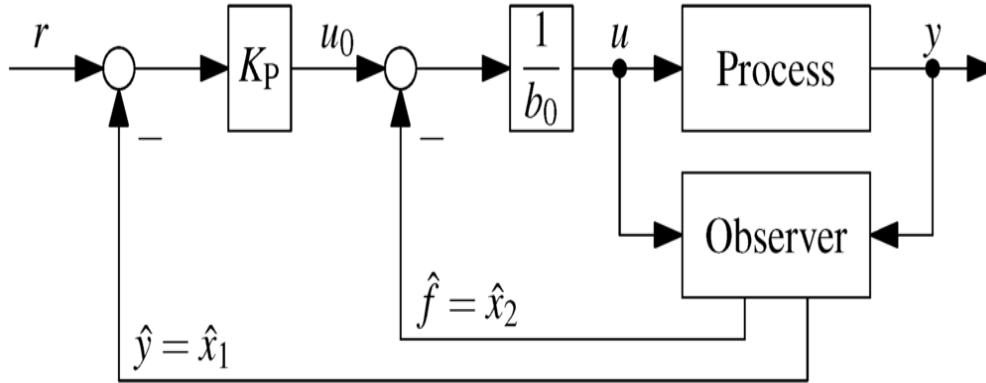 r
K_P
u_0
1
b_0
u
Process
y
−
−
Observer
f̂ = x̂_2
ŷ = x̂_1